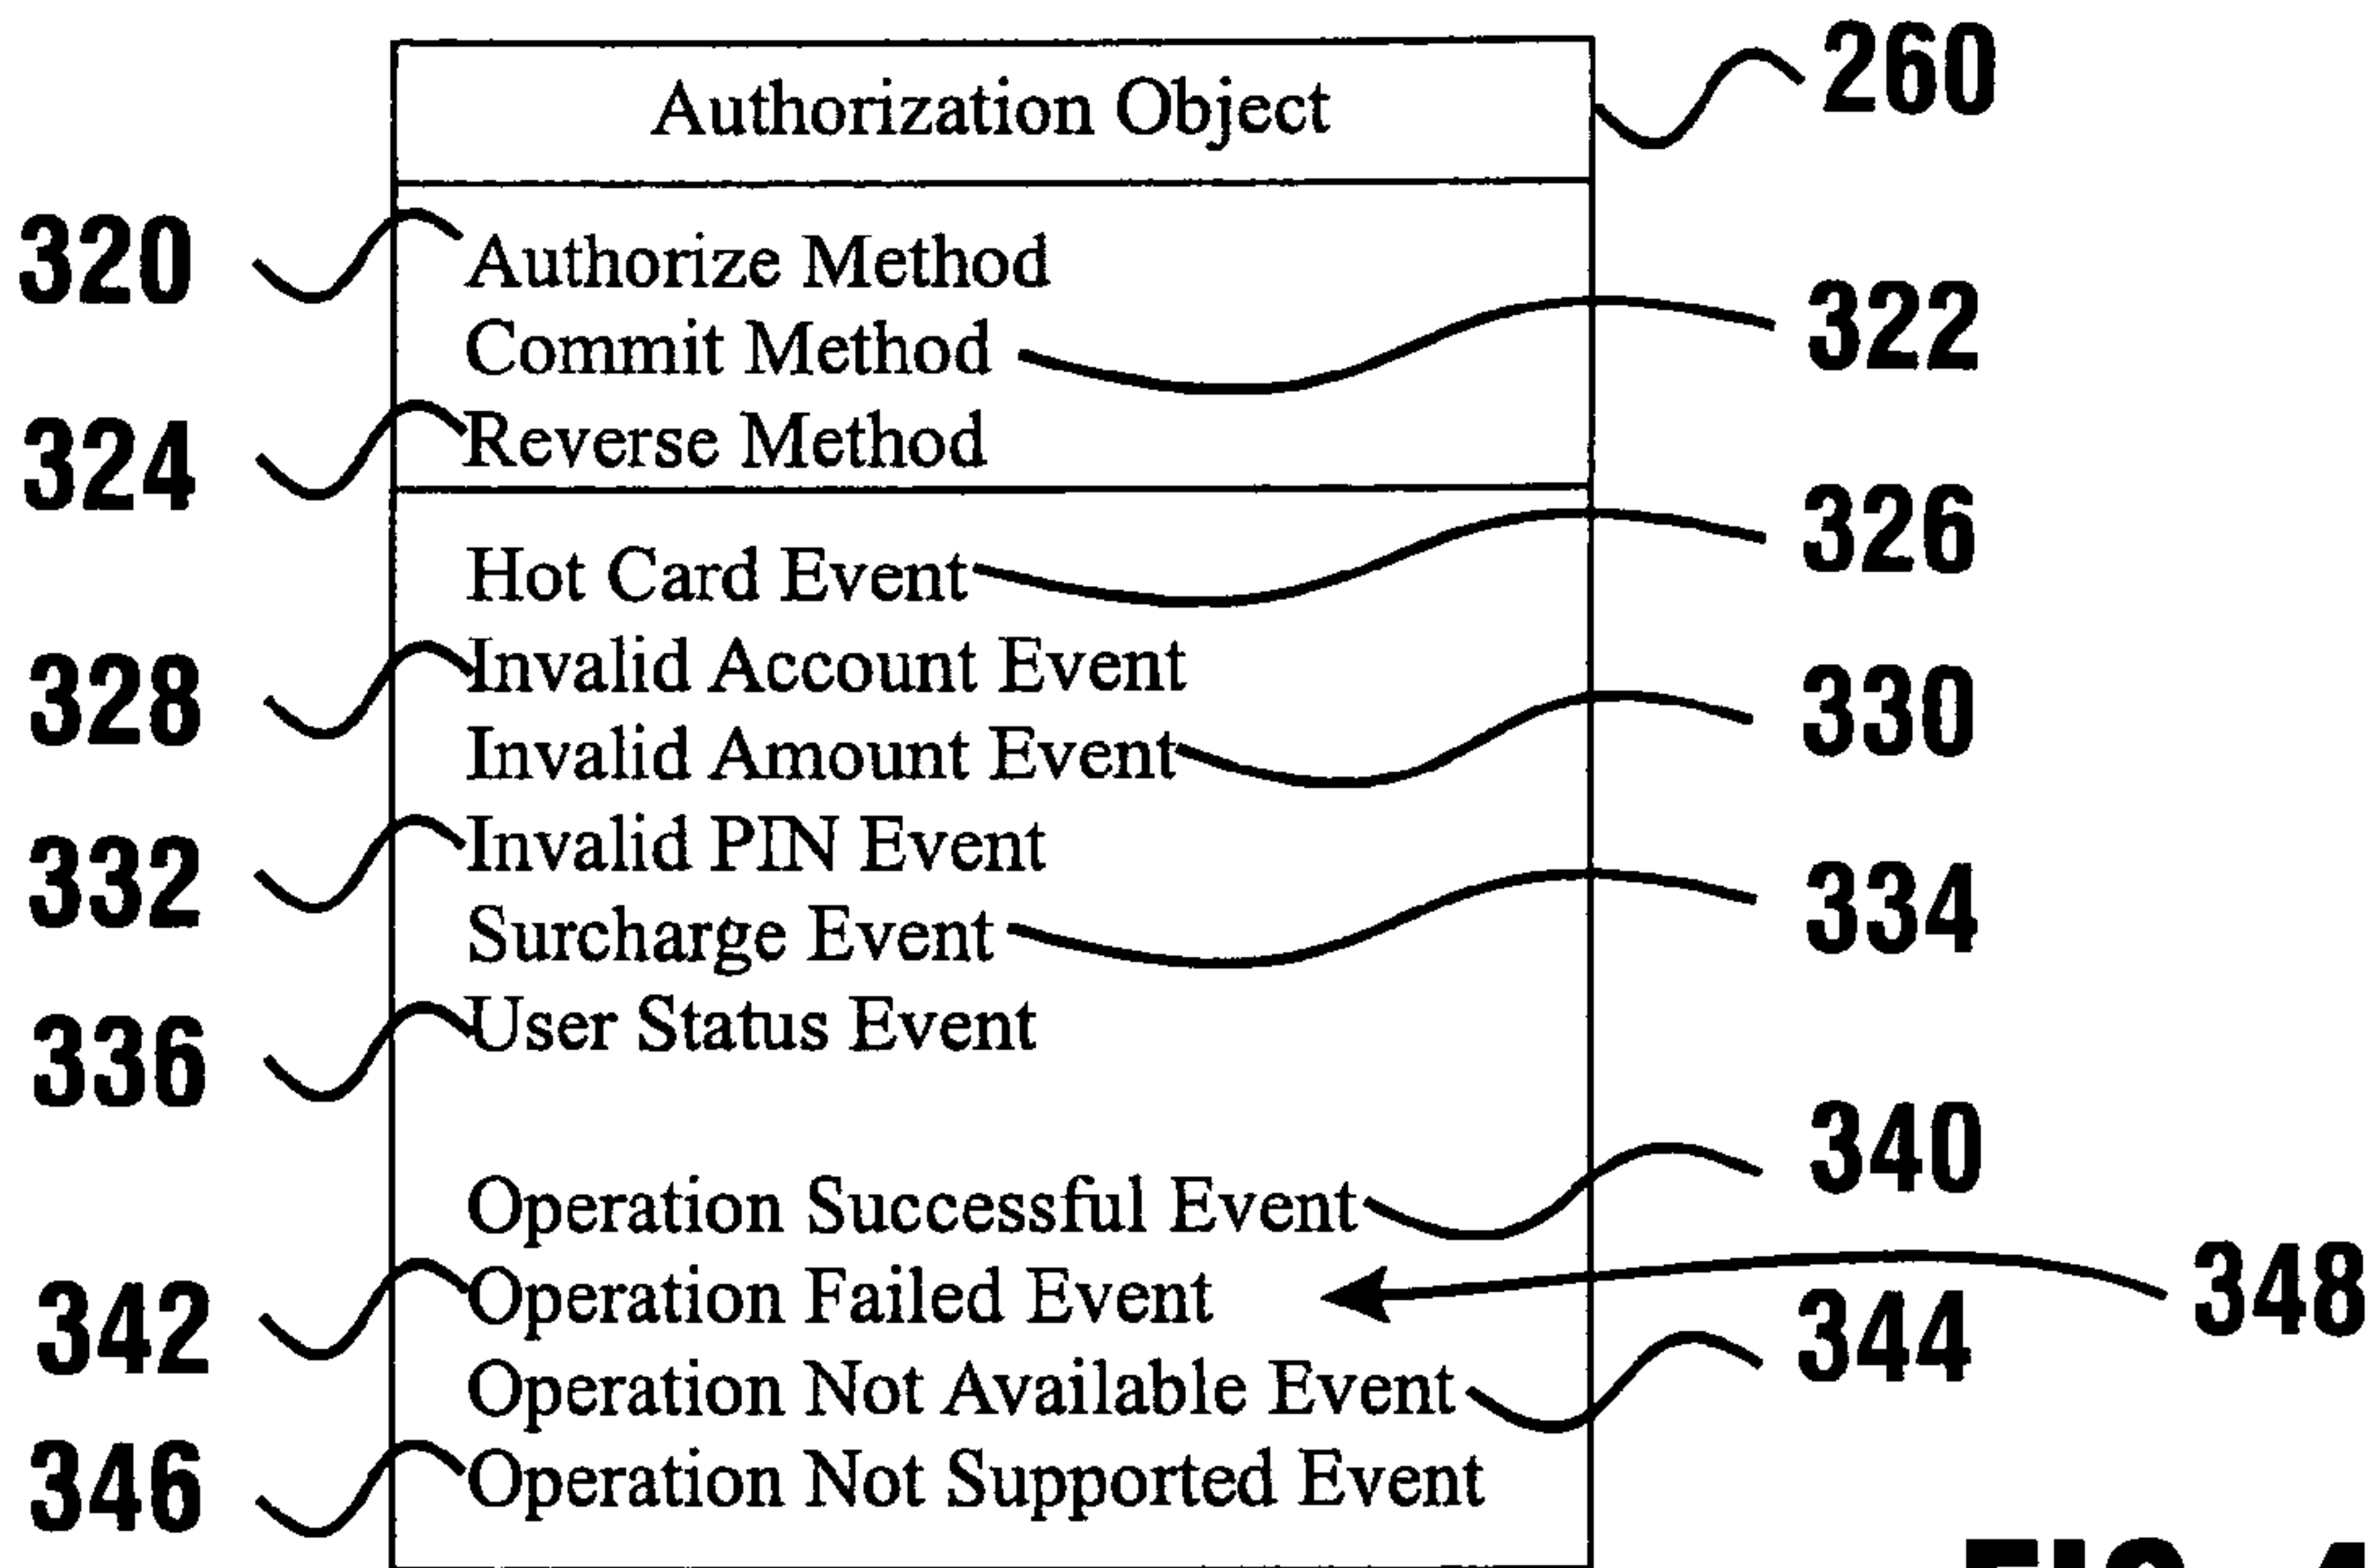 Authorization Object
260
320
Authorize Method
Commit Method
322
324
Reverse Method
Hot Card Event
326
328
Invalid Account Event
Invalid Amount Event
330
332
Invalid PIN Event
Surcharge Event
334
336
User Status Event
Operation Successful Event
340
342
Operation Failed Event
348
Operation Not Available Event
344
346
Operation Not Supported Event